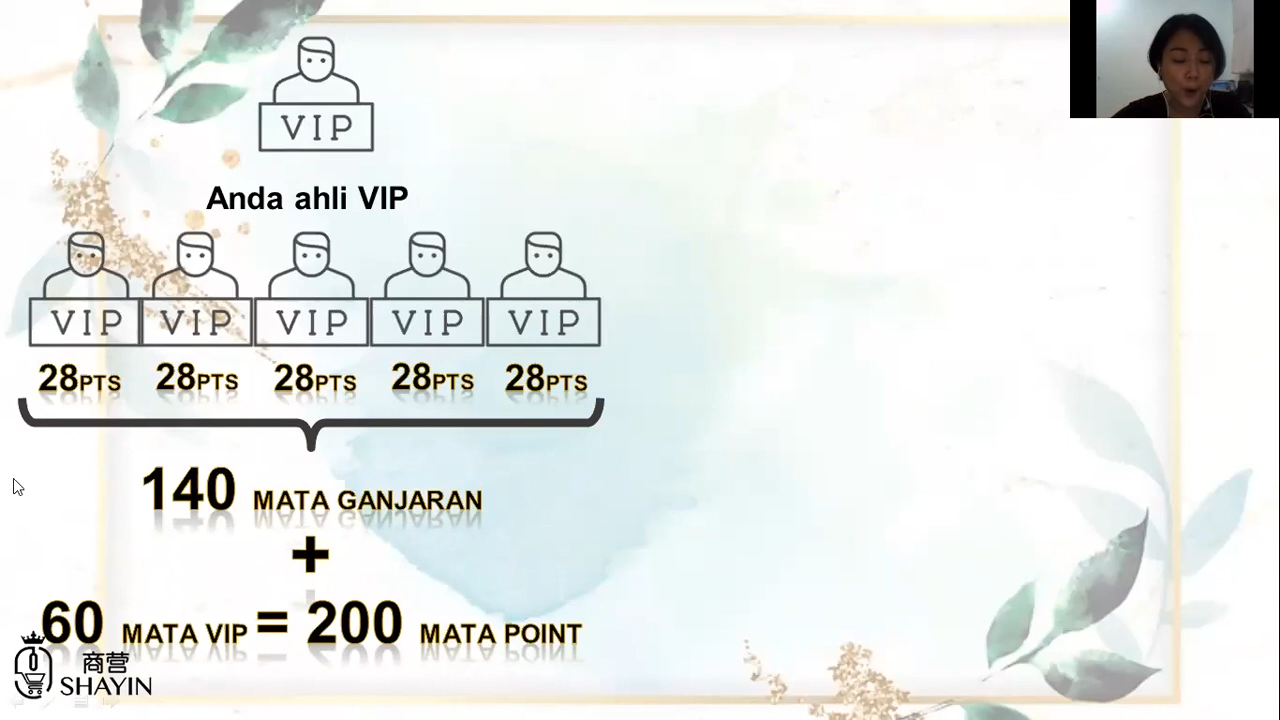 VIP
Anda ahli VIP
VIP VIP VIP VIP VIP
28PTS 28PTS 28PTS 28PTS 28PTS
140 MATA GANJARAN
+
60 MATA VIP = 200 MATA POINT
商营
SHAYIN